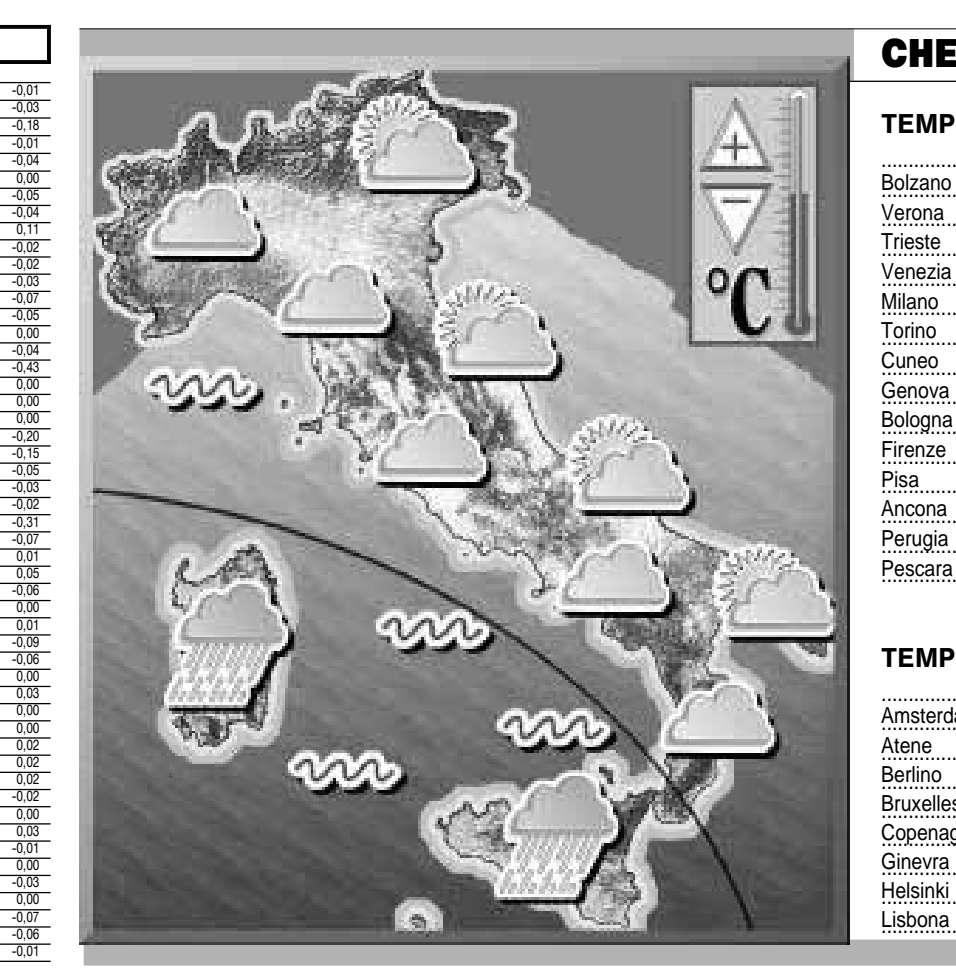 -0,01
-0,03
-0,18
-0,01
-0,04
0,00
-0,05
-0,04
0,11
-0,02
-0,02
-0,03
-0,07
-0,05
0,00
-0,04
-0,43
0,00
0,00
0,00
-0,20
-0,15
-0,05
-0,03
-0,02
-0,31
-0,07
0,01
0,05
-0,06
0,00
0,01
-0,09
-0,06
0,00
0,03
0,00
0,00
0,02
0,02
0,02
-0,02
0,00
0,03
-0,01
0,00
-0,03
0,00
-0,07
-0,06
-0,01
+
−
°C
CHE
TEMP
Bolzano
Verona
Trieste
Venezia
Milano
Torino
Cuneo
Genova
Bologna
Firenze
Pisa
Ancona
Perugia
Pescara
TEMP
Amsterda
Atene
Berlino
Bruxelles
Copenag
Ginevra
Helsinki
Lisbona